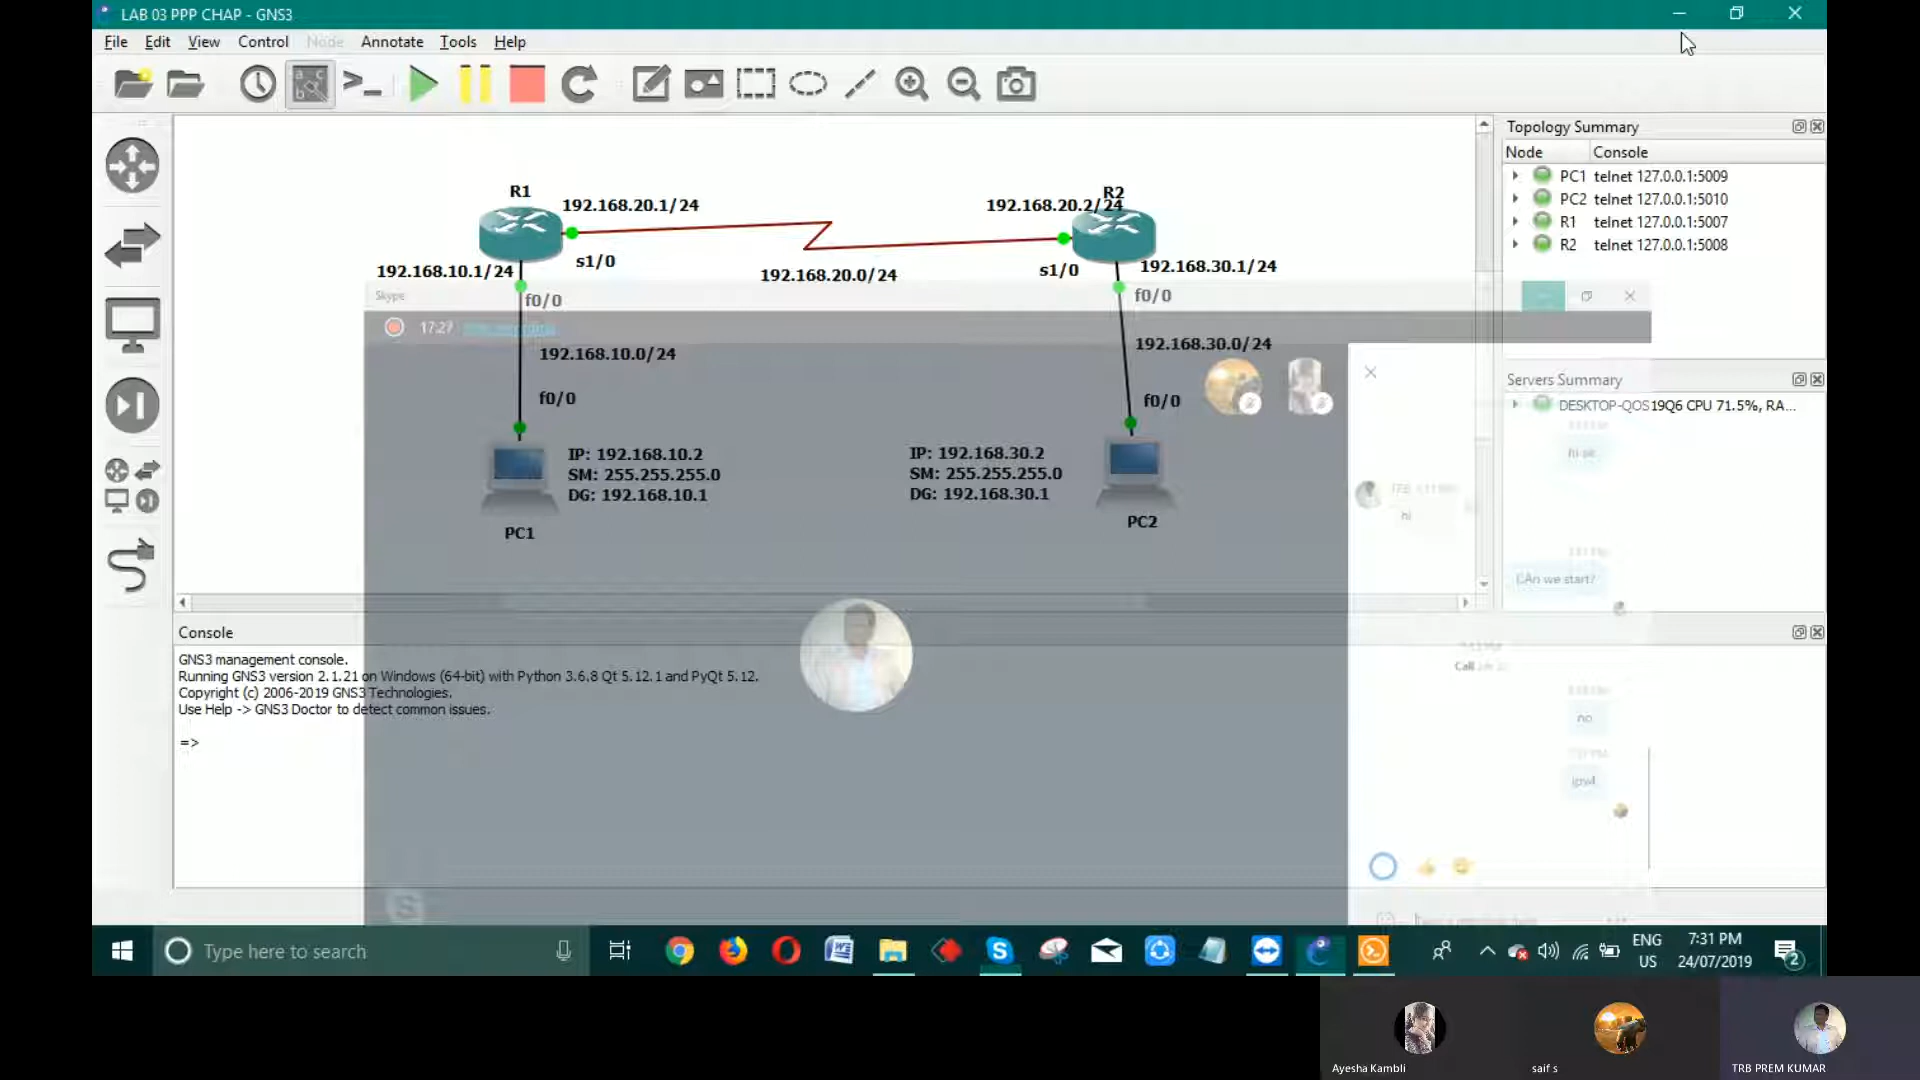 LAB 03 PPP CHAP - GNS3
File Edit View Control Node Annotate Tools Help
Topology Summary
Node Console
PC1 telnet 127.0.0.1:5009
PC2 telnet 127.0.0.1:5010
R1 telnet 127.0.0.1:5007
R2 telnet 127.0.0.1:5008
R1
192.168.20.1/24
192.168.20.2/24
R2
192.168.10.1/24
s1/0
192.168.20.0/24
s1/0
192.168.30.1/24
f0/0
f0/0
Skype
17:27
192.168.10.0/24
192.168.30.0/24
f0/0
f0/0
IP: 192.168.10.2
SM: 255.255.255.0
DG: 192.168.10.1
PC1
IP: 192.168.30.2
SM: 255.255.255.0
DG: 192.168.30.1
PC2
Servers Summary
DESKTOP-QOS19Q6 CPU 71.5%, RA...
hi
CAn we start?
Call
no
Console
GNS3 management console.
Running GNS3 version 2.1.21 on Windows (64-bit) with Python 3.6.8 Qt 5.12.1 and PyQt 5.12.
Copyright (c) 2006-2019 GNS3 Technologies.
Use Help -> GNS3 Doctor to detect common issues.
=>
Type here to search
ENG
US
7:31 PM
24/07/2019
2
Ayesha Kambli
saif s
TRB PREM KUMAR